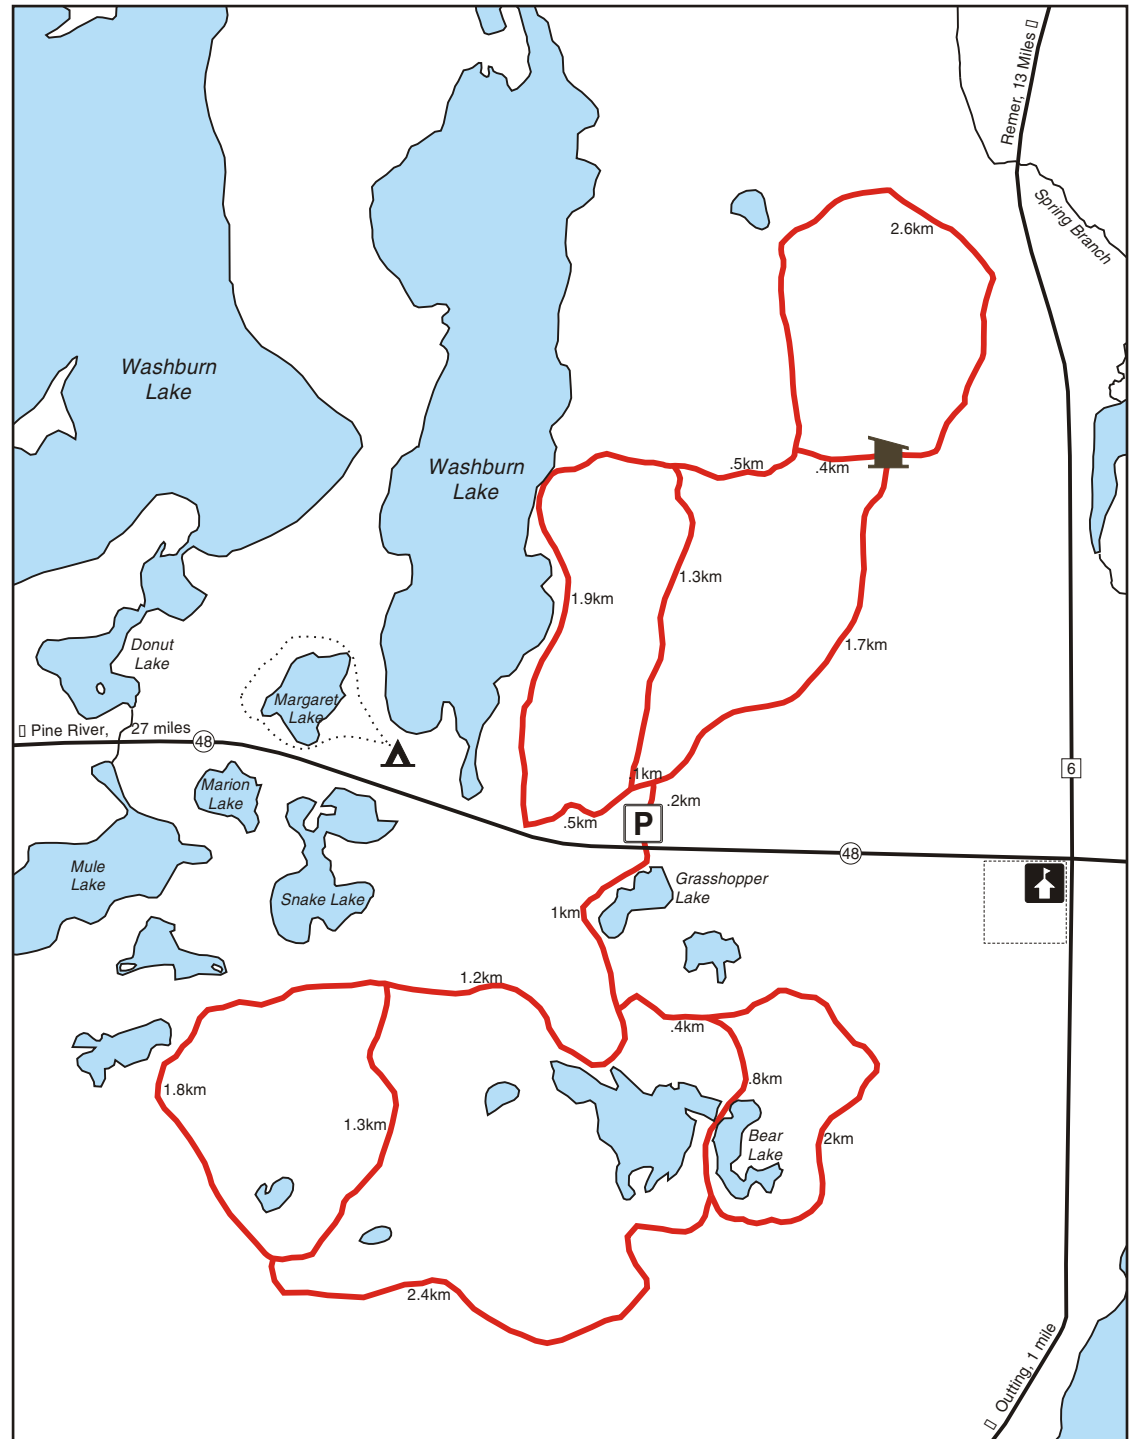 Remer, 13 Miles
Spring Branch
2.6km
Washburn
Lake
Washburn
Lake
.5km
.4km
1.3km
1.9km
1.7km
Donut
Lake
Margaret
Lake
Pine River, 27 miles
48
6
.1km
.2km
.5km
P
48
Marion
Lake
Mule
Lake
Snake Lake
Grasshopper
Lake
1km
1.2km
.4km
.8km
1.8km
1.3km
2km
Bear
Lake
2.4km
Outting, 1 mile